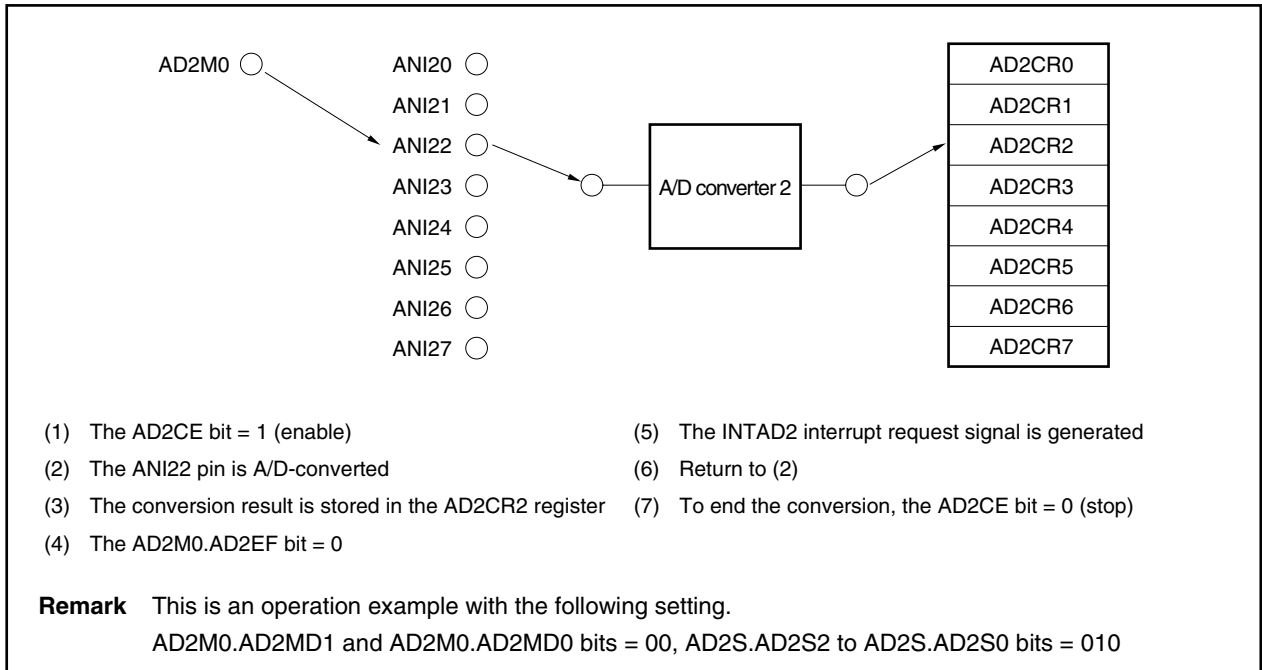 AD2M0
ANI20
ANI21
ANI22
ANI23
ANI24
ANI25
ANI26
ANI27
A/D converter 2
AD2CR0
AD2CR1
AD2CR2
AD2CR3
AD2CR4
AD2CR5
AD2CR6
AD2CR7
(1) The AD2CE bit = 1 (enable)
(2) The ANI22 pin is A/D-converted
(3) The conversion result is stored in the AD2CR2 register
(4) The AD2M0.AD2EF bit = 0
(5) The INTAD2 interrupt request signal is generated
(6) Return to (2)
(7) To end the conversion, the AD2CE bit = 0 (stop)
Remark This is an operation example with the following setting.
AD2M0.AD2MD1 and AD2M0.AD2MD0 bits = 00, AD2S.AD2S2 to AD2S.AD2S0 bits = 010